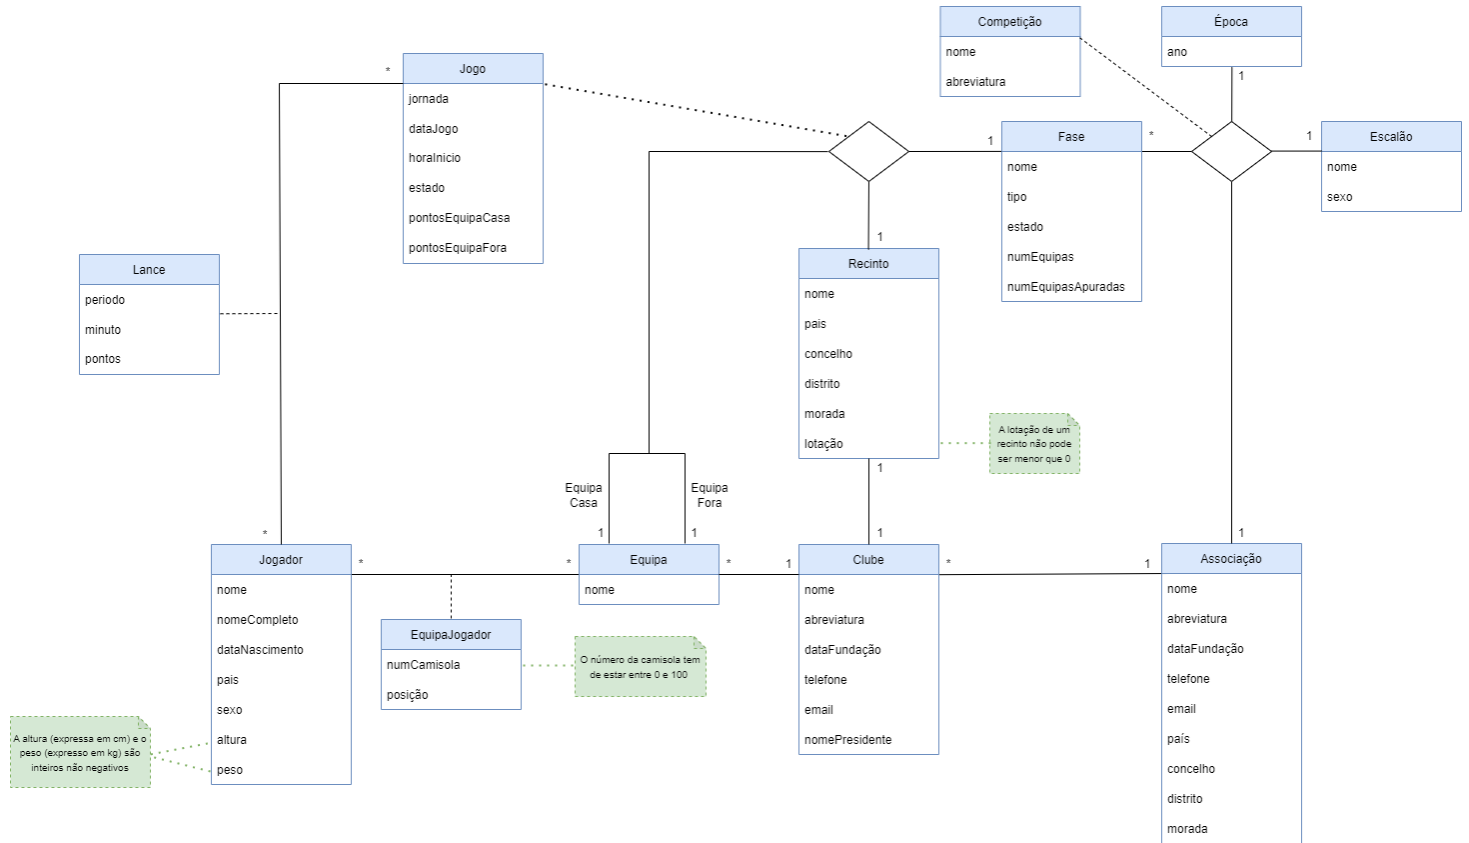 Competição
nome
abreviatura
Época
ano
1
Jogo
jornada
dataJogo
horaInicio
estado
pontosEquipaCasa
pontosEquipaFora
*
1
Fase
nome
tipo
estado
numEquipas
numEquipasApuradas
*
1
Escalão
nome
sexo
1
Recinto
nome
pais
concelho
distrito
morada
lotação
1
Lance
periodo
minuto
pontos
A lotação de um
recinto não pode
ser menor que 0
Equipa
Casa
Equipa
Fora
*
1
1
1
1
Jogador
nome
nomeCompleto
dataNascimento
pais
sexo
altura
peso
*
*
Equipa
nome
*
1
Clube
nome
abreviatura
dataFundação
telefone
email
nomePresidente
*
1
Associação
nome
abreviatura
dataFundação
telefone
email
país
concelho
distrito
morada
EquipaJogador
numCamisola
posição
O número da camisola tem
de estar entre 0 e 100
A altura (expressa em cm) e o
peso (expresso em kg) são
inteiros não negativos